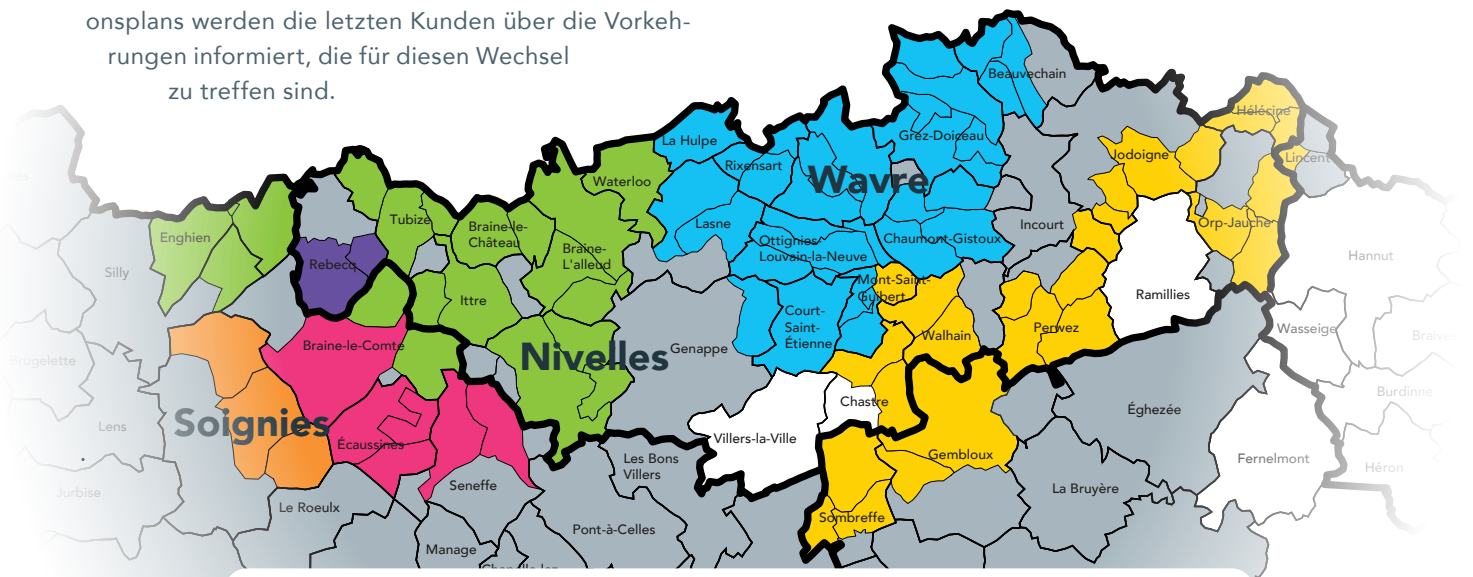 onsplans werden die letzten Kunden über die Vorkeh-
rungen informiert, die für diesen Wechsel
zu treffen sind.
Beauvechain
Hélécine
La Hulpe
Grez-Doiceau
Jodoigne
Lincent
Rixensart
Waterloo
Wavre
Tubize
Lasne
Incourt
Orp-Jauche
Enghien
Braine-le-
Château
Ottignies
Louvain-la-Neuve
Chaumont-Gistoux
Braine-
L'alleud
Hannut
Silly
Rebecq
Mont-Saint-
Guibert
Ramillies
Ittre
Court-
Saint-
Étienne
Perwez
Wasseige
Walhain
Braine-le-Comte
Nivelles
Genappe
Brugelette
Burdinne
Chastre
Éghezée
Soignies
Lens
Écaussines
Villers-la-Ville
Gembloux
Fernelmont
Les Bons
Villers
Héron
Jurbise
Seneffe
La Bruyère
Le Roeulx
Sombreffe
Pont-à-Celles
Manage